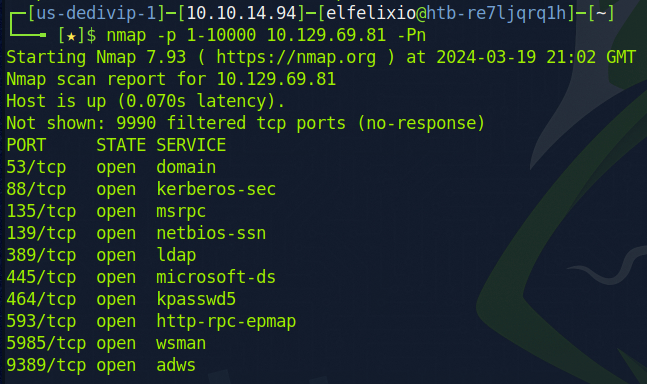 ┌─[us-dedivip-1]─[10.10.14.94]─[elfelixio@htb-re7ljqrq1h]─[~]
└──╼ [★]$ nmap -p 1-10000 10.129.69.81 -Pn
Starting Nmap 7.93 ( https://nmap.org ) at 2024-03-19 21:02 GMT
Nmap scan report for 10.129.69.81
Host is up (0.070s latency).
Not shown: 9990 filtered tcp ports (no-response)
PORT     STATE SERVICE
53/tcp   open  domain
88/tcp   open  kerberos-sec
135/tcp  open  msrpc
139/tcp  open  netbios-ssn
389/tcp  open  ldap
445/tcp  open  microsoft-ds
464/tcp  open  kpasswd5
593/tcp  open  http-rpc-epmap
5985/tcp open  wsman
9389/tcp open  adws